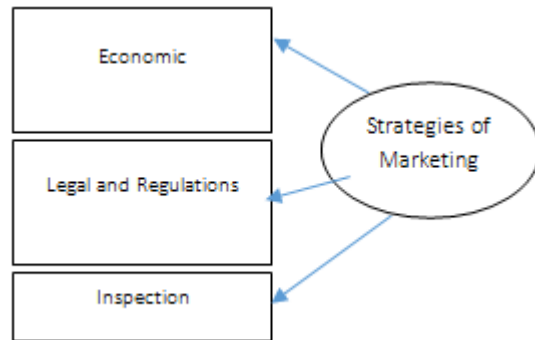 Economic
Strategies of
Marketing
Legal and Regulations
Inspection